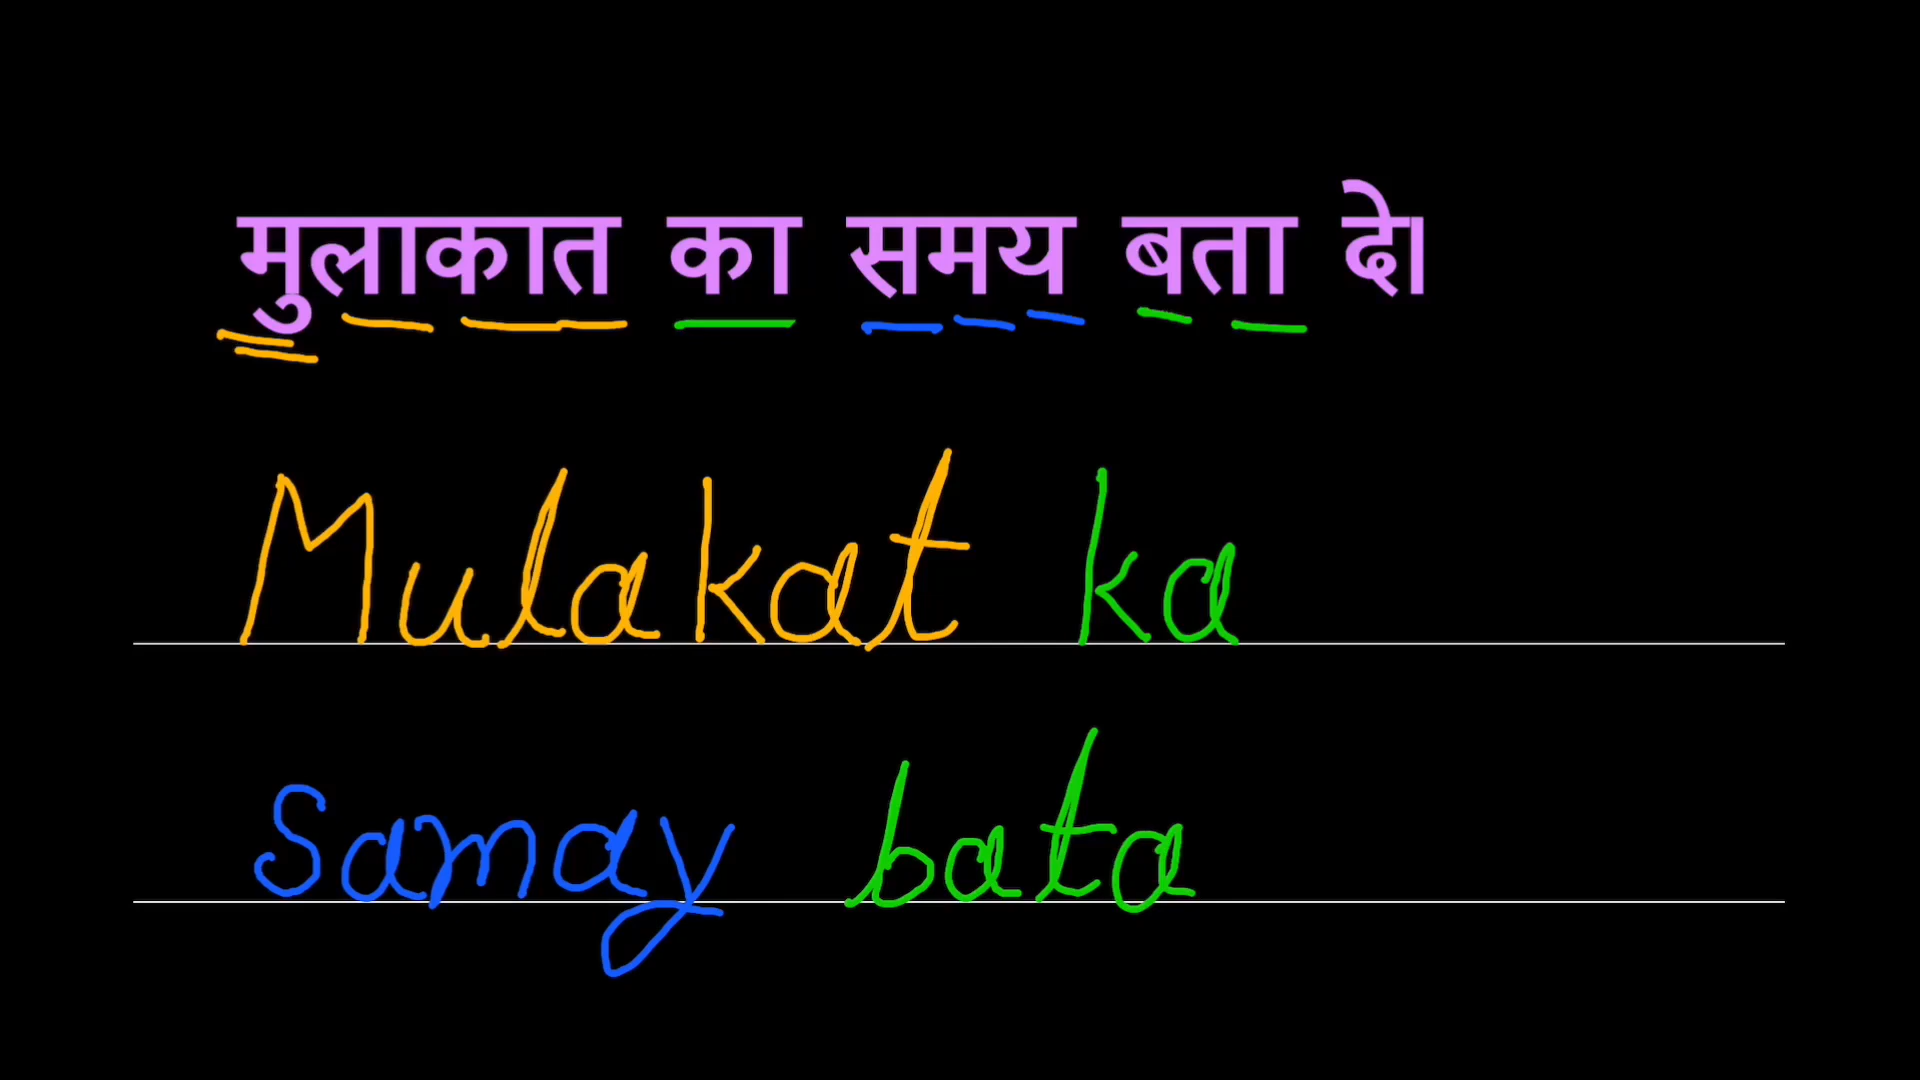 मुलाकात का समय बता दे।
Mulakat ka
Samay bata